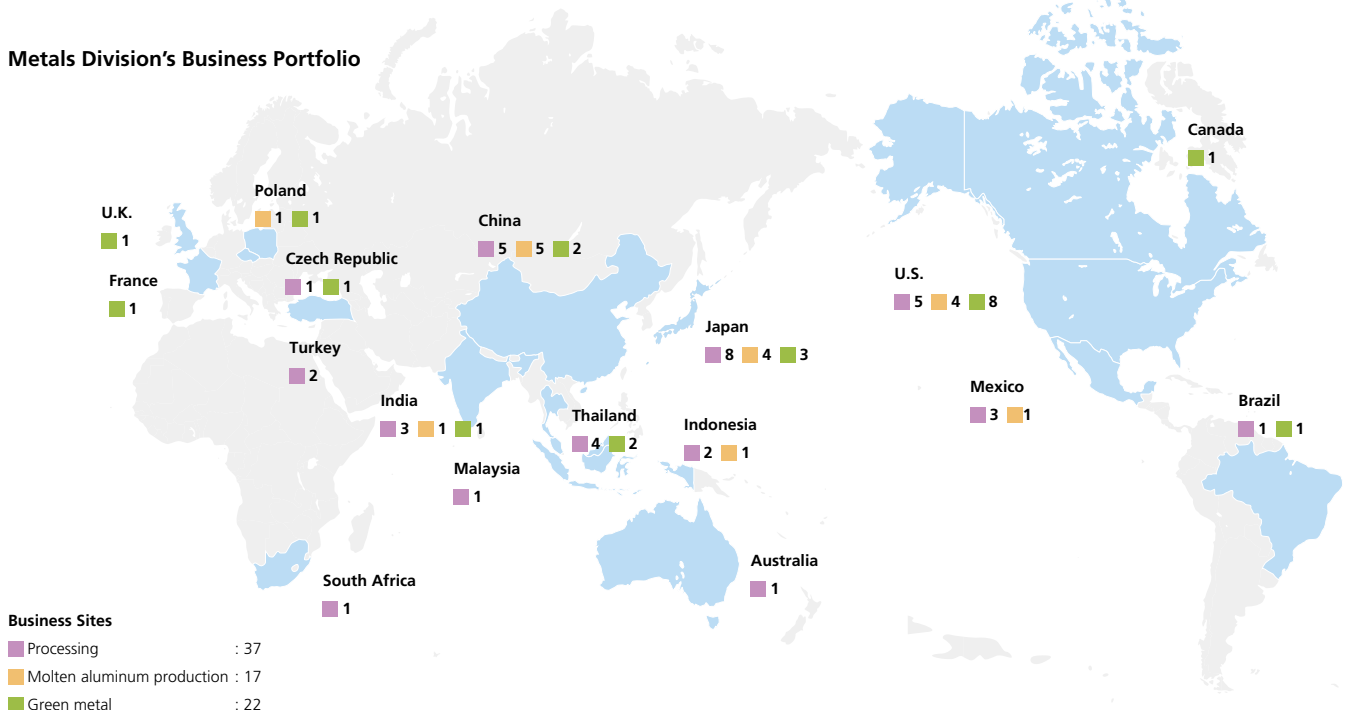 Metals Division's Business Portfolio
Canada
1
Poland
1 1
U.K.
1
China
5 5 2
Czech Republic
1 1
France
1
U.S.
5 4 8
Japan
8 4 3
Turkey
2
Mexico
3 1
India
3 1 1
Brazil
1 1
Thailand
4 2
Indonesia
2 1
Malaysia
1
Australia
1
South Africa
1
Business Sites
Processing : 37
Molten aluminum production : 17
Green metal : 22